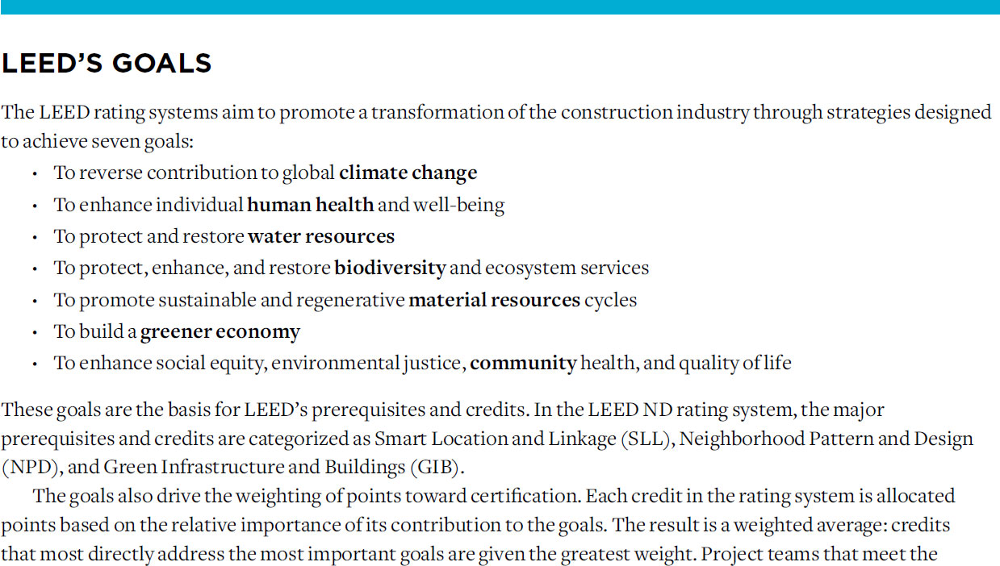 LEED’S GOALS
The LEED rating systems aim to promote a transformation of the construction industry through strategies designed
to achieve seven goals:
• To reverse contribution to global climate change
• To enhance individual human health and well-being
• To protect and restore water resources
• To protect, enhance, and restore biodiversity and ecosystem services
• To promote sustainable and regenerative material resources cycles
• To build a greener economy
• To enhance social equity, environmental justice, community health, and quality of life
These goals are the basis for LEED’s prerequisites and credits. In the LEED ND rating system, the major
prerequisites and credits are categorized as Smart Location and Linkage (SLL), Neighborhood Pattern and Design
(NPD), and Green Infrastructure and Buildings (GIB).
The goals also drive the weighting of points toward certification. Each credit in the rating system is allocated
points based on the relative importance of its contribution to the goals. The result is a weighted average: credits
that most directly address the most important goals are given the greatest weight. Project teams that meet the